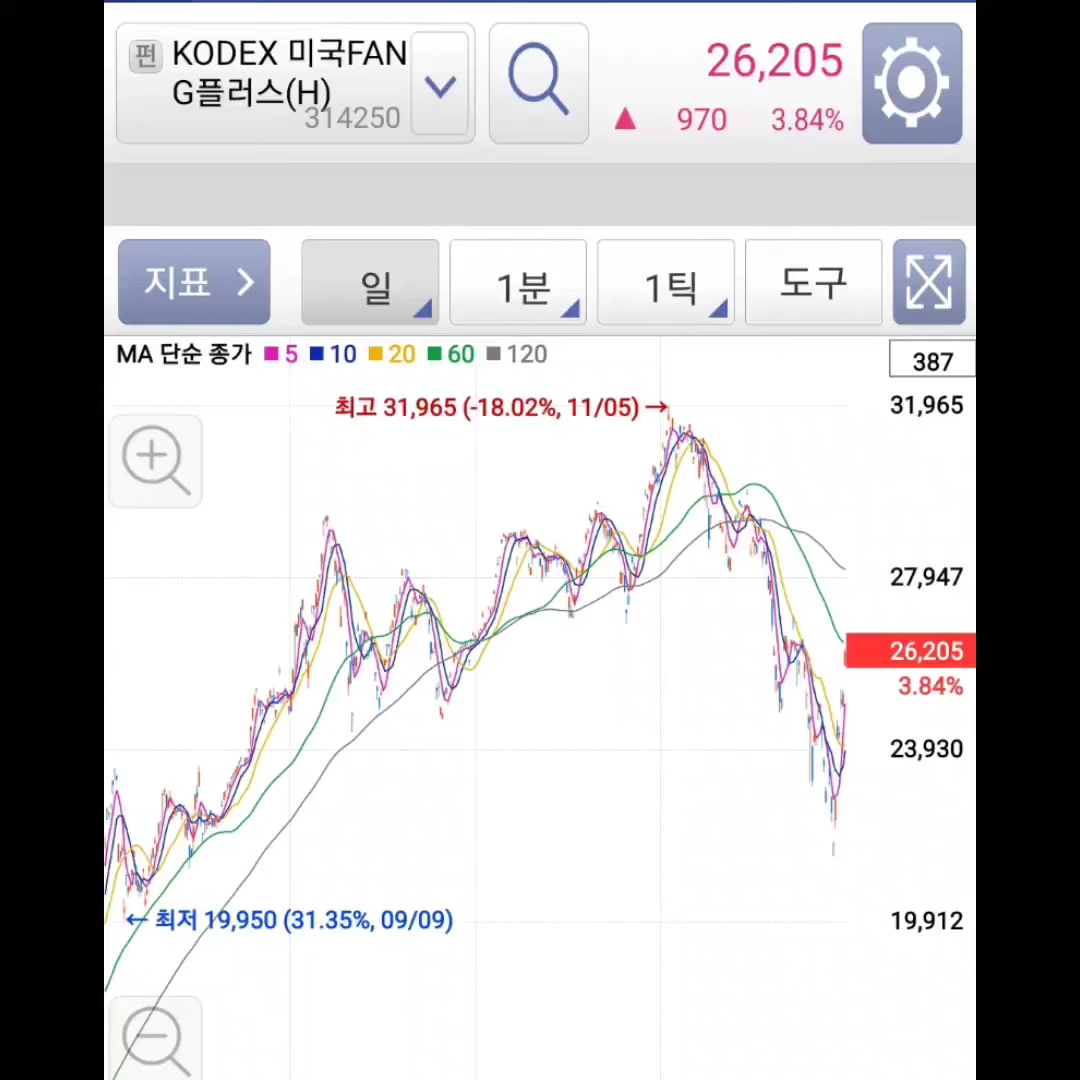 펀 KODEX 미국FAN
G플러스(H)
314250
26,205
▲ 970 3.84%
지표 > 일 1분 1틱 도구
MA 단순 종가 ■ 5 ■ 10 ■ 20 ■ 60 ■ 120
387
최고 31,965 (-18.02%, 11/05) →
31,965
27,947
26,205
3.84%
23,930
← 최저 19,950 (31.35%, 09/09)
19,912